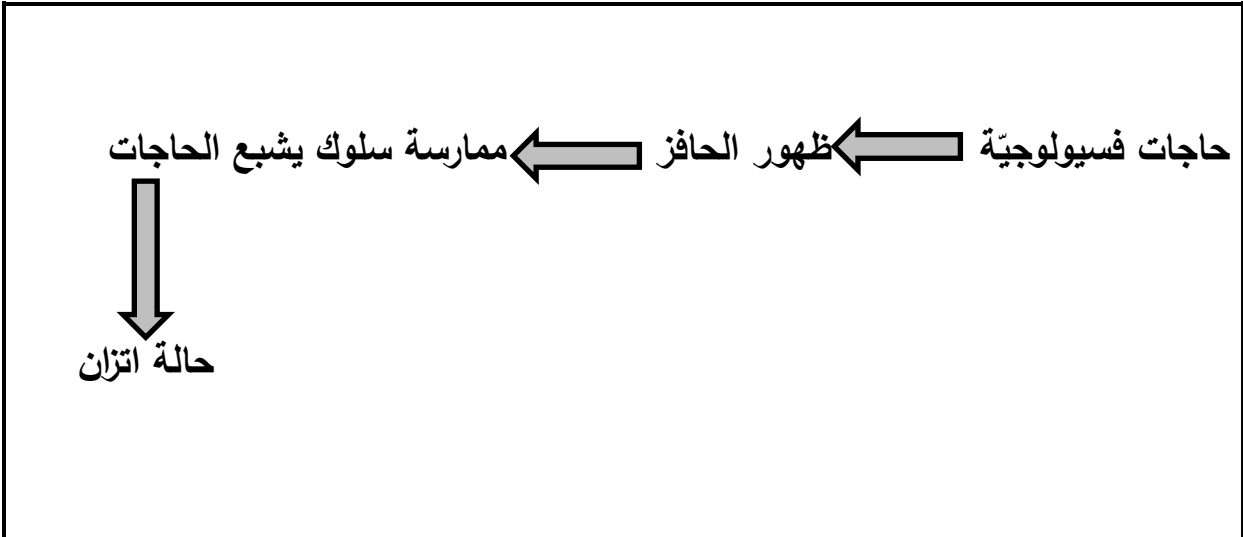 حاجات فسيولوجيّة ظهور الحافز ممارسة سلوك يشبع الحاجات
حالة اتزان